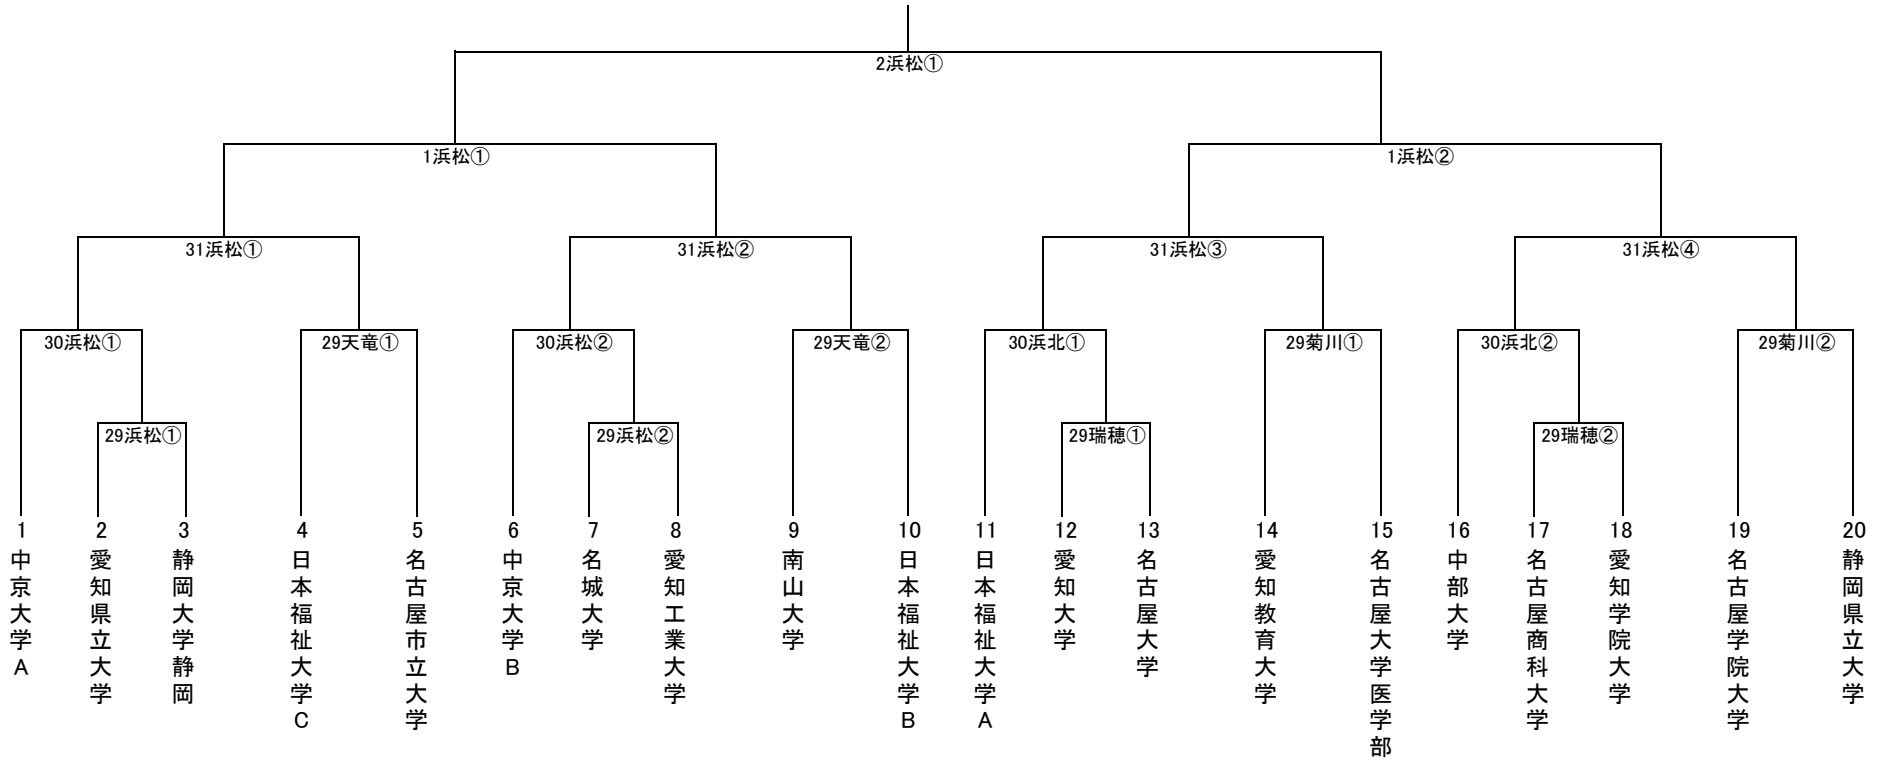 2浜松①
1浜松①
1浜松②
31浜松①
31浜松②
31浜松③
31浜松④
30浜松①
29天竜①
30浜松②
29天竜②
30浜北①
29菊川①
30浜北②
29菊川②
29浜松①
29浜松②
29瑞穂①
29瑞穂②
1
2
3
4
5
6
7
8
9
10
11
12
13
14
15
16
17
18
19
20
中京大学A
愛知県立大学
静岡大学静岡
日本福祉大学C
名古屋市立大学
中京大学B
名城大学
愛知工業大学
南山大学
日本福祉大学B
日本福祉大学A
愛知大学
名古屋大学
愛知教育大学
名古屋大学医学部
中部大学
名古屋商科大学
愛知学院大学
名古屋学院大学
静岡県立大学